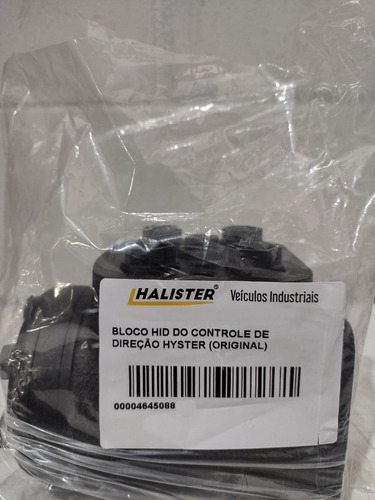 HALISTER® Veículos Industriais
BLOCO HID DO CONTROLE DE
DIREÇÃO HYSTER (ORIGINAL)
00004645088